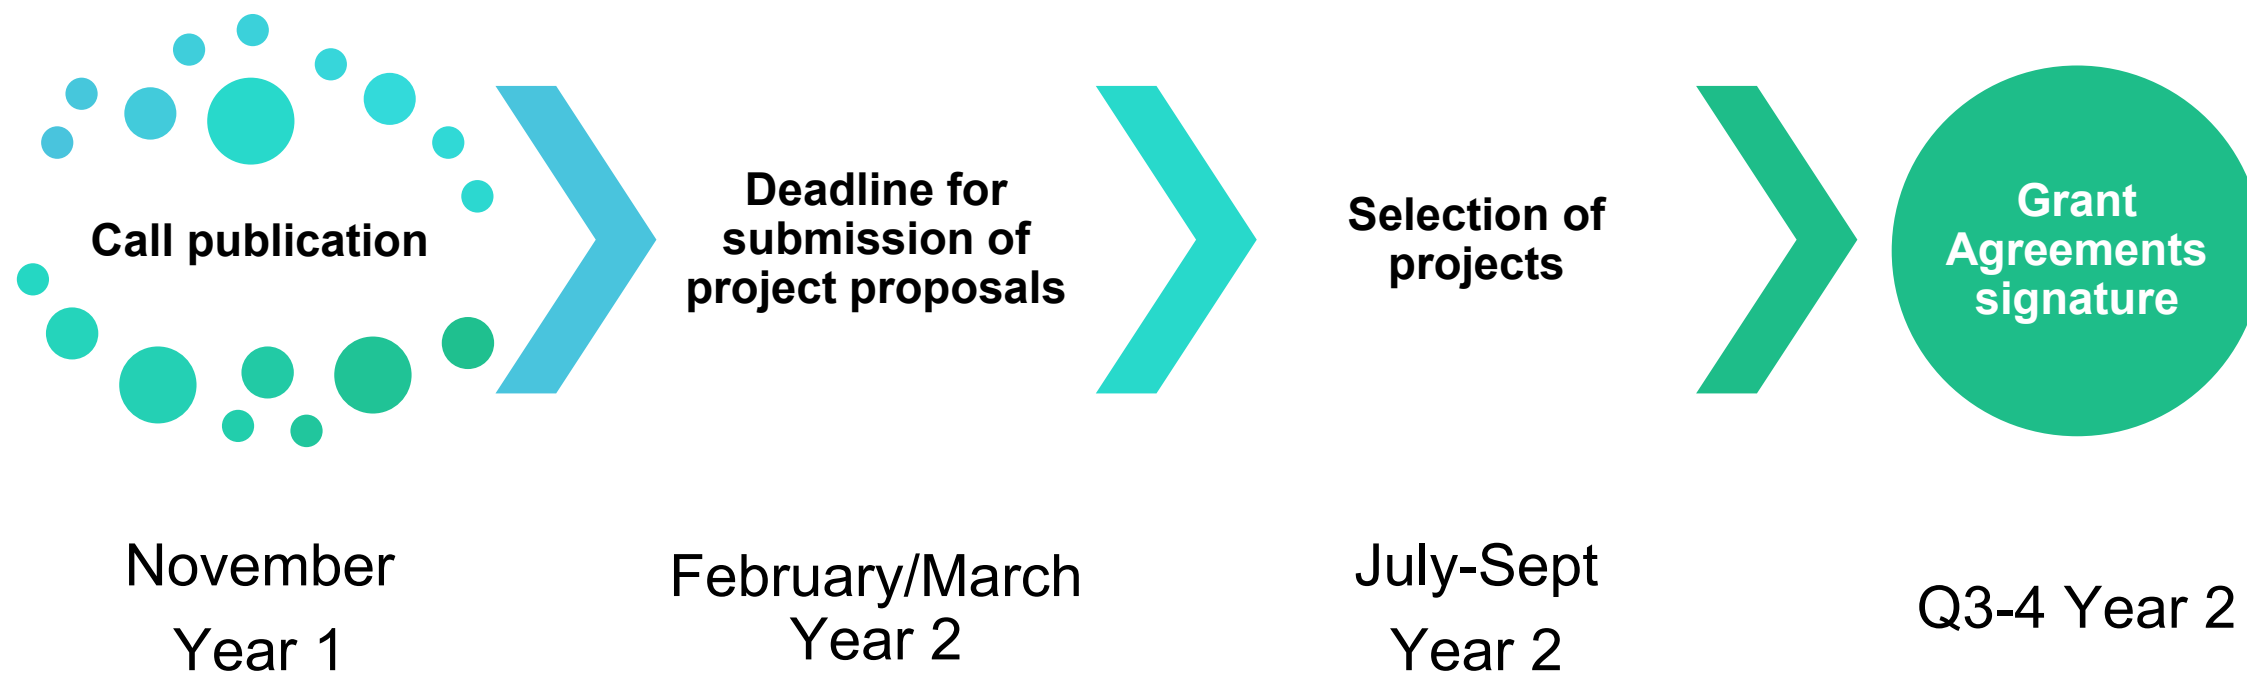 Call publication
Deadline for
submission of
project proposals
Selection of
projects
Grant
Agreements
signature
November
Year 1
February/March
Year 2
July-Sept
Year 2
Q3-4 Year 2